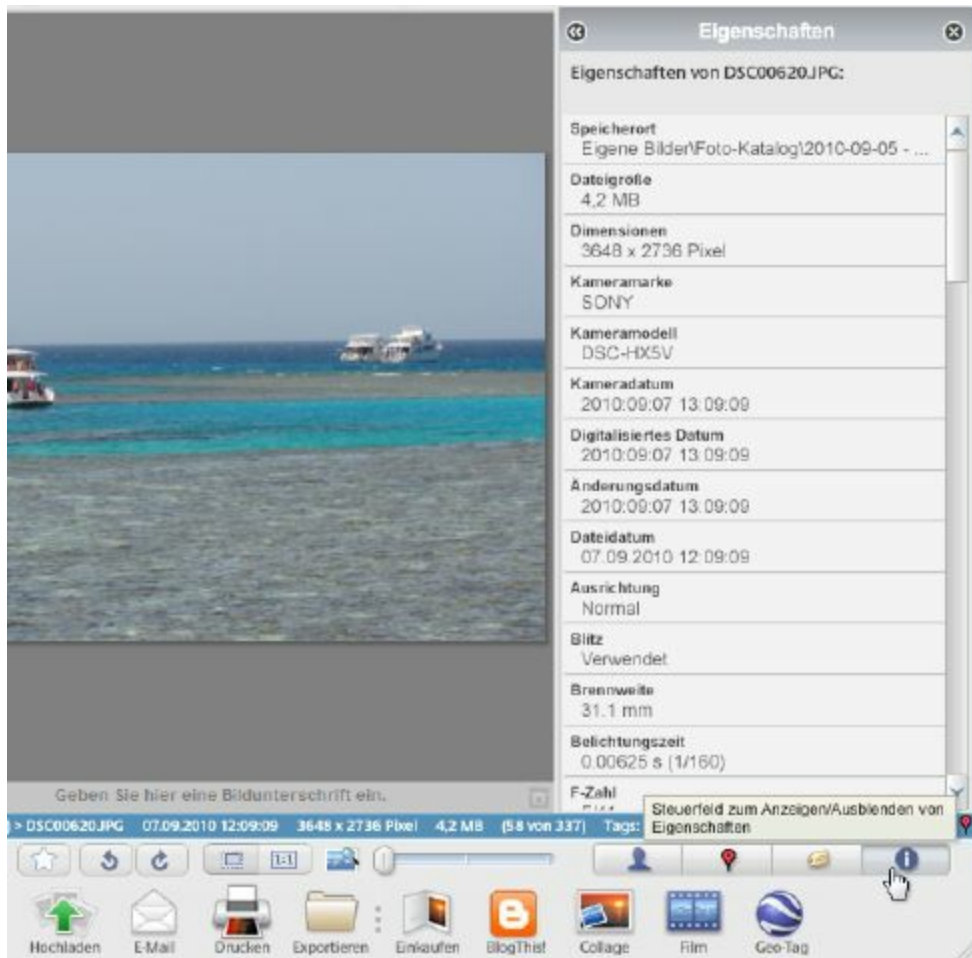 Eigenschaften
Eigenschaften von DSC00620.JPG:
Speicherort
Eigene Bilder\Foto-Katalog\2010-09-05 - ...
Dateigröße
4,2 MB
Dimensionen
3648 x 2736 Pixel
Kameramarke
SONY
Kameramodell
DSC-HX5V
Kameradatum
2010:09:07 13:09:09
Digitalisiertes Datum
2010:09:07 13:09:09
Änderungsdatum
2010:09:07 13:09:09
Dateidatum
07.09.2010 12:09:09
Ausrichtung
Normal
Blitz
Verwendet
Brennweite
31.1 mm
Belichtungszeit
0.00625 s (1/160)
F-Zahl
Geben Sie hier eine Bildunterschrift ein.
Steuerfeld zum Anzeigen/Ausblenden von
Eigenschaften
) > DSC00620.JPG 07.09.2010 12:09:09 3648 x 2736 Pixel 4,2 MB (58 von 337) Tags:
1:1
Hochladen E-Mail Drucken Exportieren Einkaufen BlogThis! Collage Film Geo-Tag